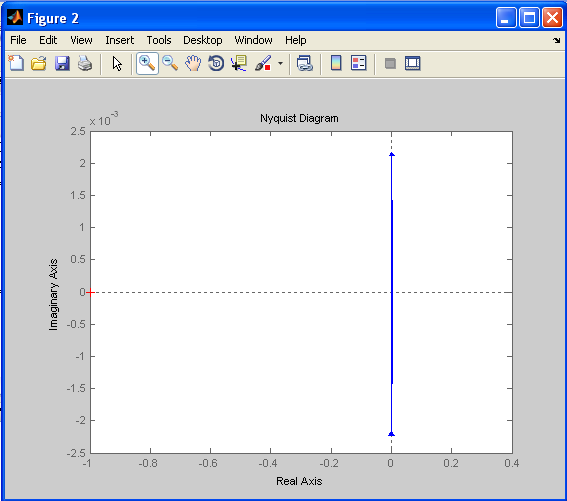 Figure 2
File Edit View Insert Tools Desktop Window Help
x 10^-3
Nyquist Diagram
2.5
2
1.5
1
0.5
0
-0.5
-1
-1.5
-2
-2.5
Imaginary Axis
-1 -0.8 -0.6 -0.4 -0.2 0 0.2 0.4
Real Axis